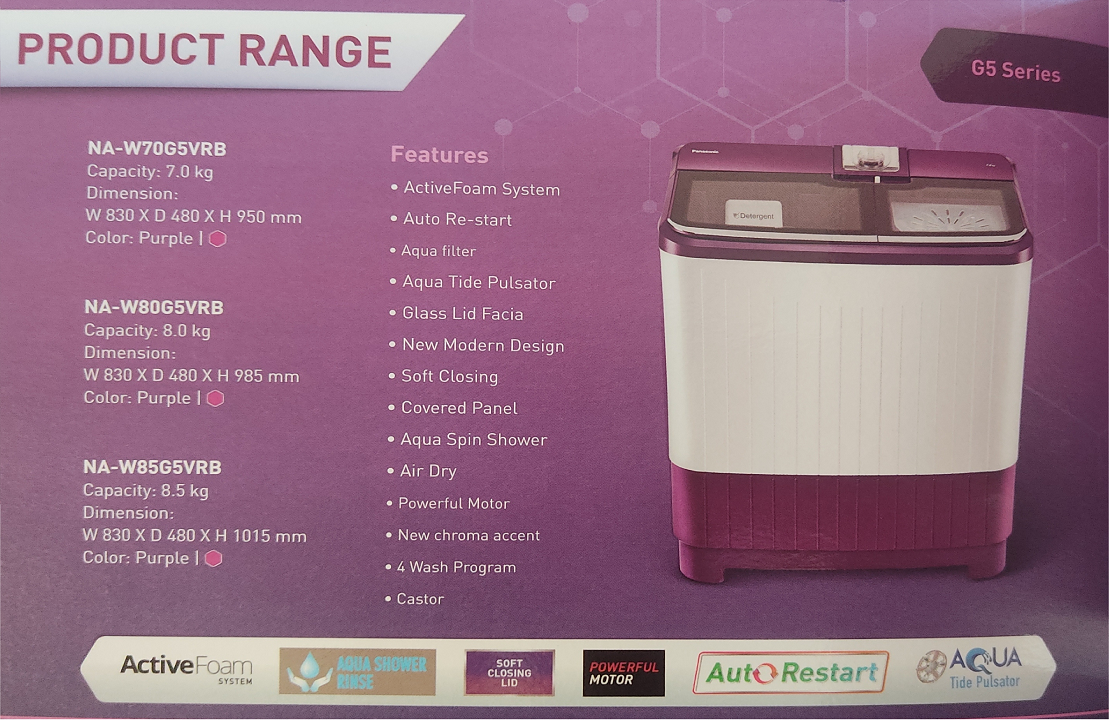 PRODUCT RANGE
G5 Series
NA-W70G5VRB
Capacity: 7.0 kg
Dimension:
W 830 X D 480 X H 950 mm
Color: Purple |
NA-W80G5VRB
Capacity: 8.0 kg
Dimension:
W 830 X D 480 X H 985 mm
Color: Purple |
NA-W85G5VRB
Capacity: 8.5 kg
Dimension:
W 830 X D 480 X H 1015 mm
Color: Purple |
Features
• ActiveFoam System
• Auto Re-start
• Aqua filter
• Aqua Tide Pulsator
• Glass Lid Facia
• New Modern Design
• Soft Closing
• Covered Panel
• Aqua Spin Shower
• Air Dry
• Powerful Motor
• New chroma accent
• 4 Wash Program
• Castor
Panasonic
Detergent
ActiveFoam
SYSTEM
AQUA SHOWER
RINSE
SOFT
CLOSING
LID
POWERFUL
MOTOR
AutoRestart
AQUA
Tide Pulsator